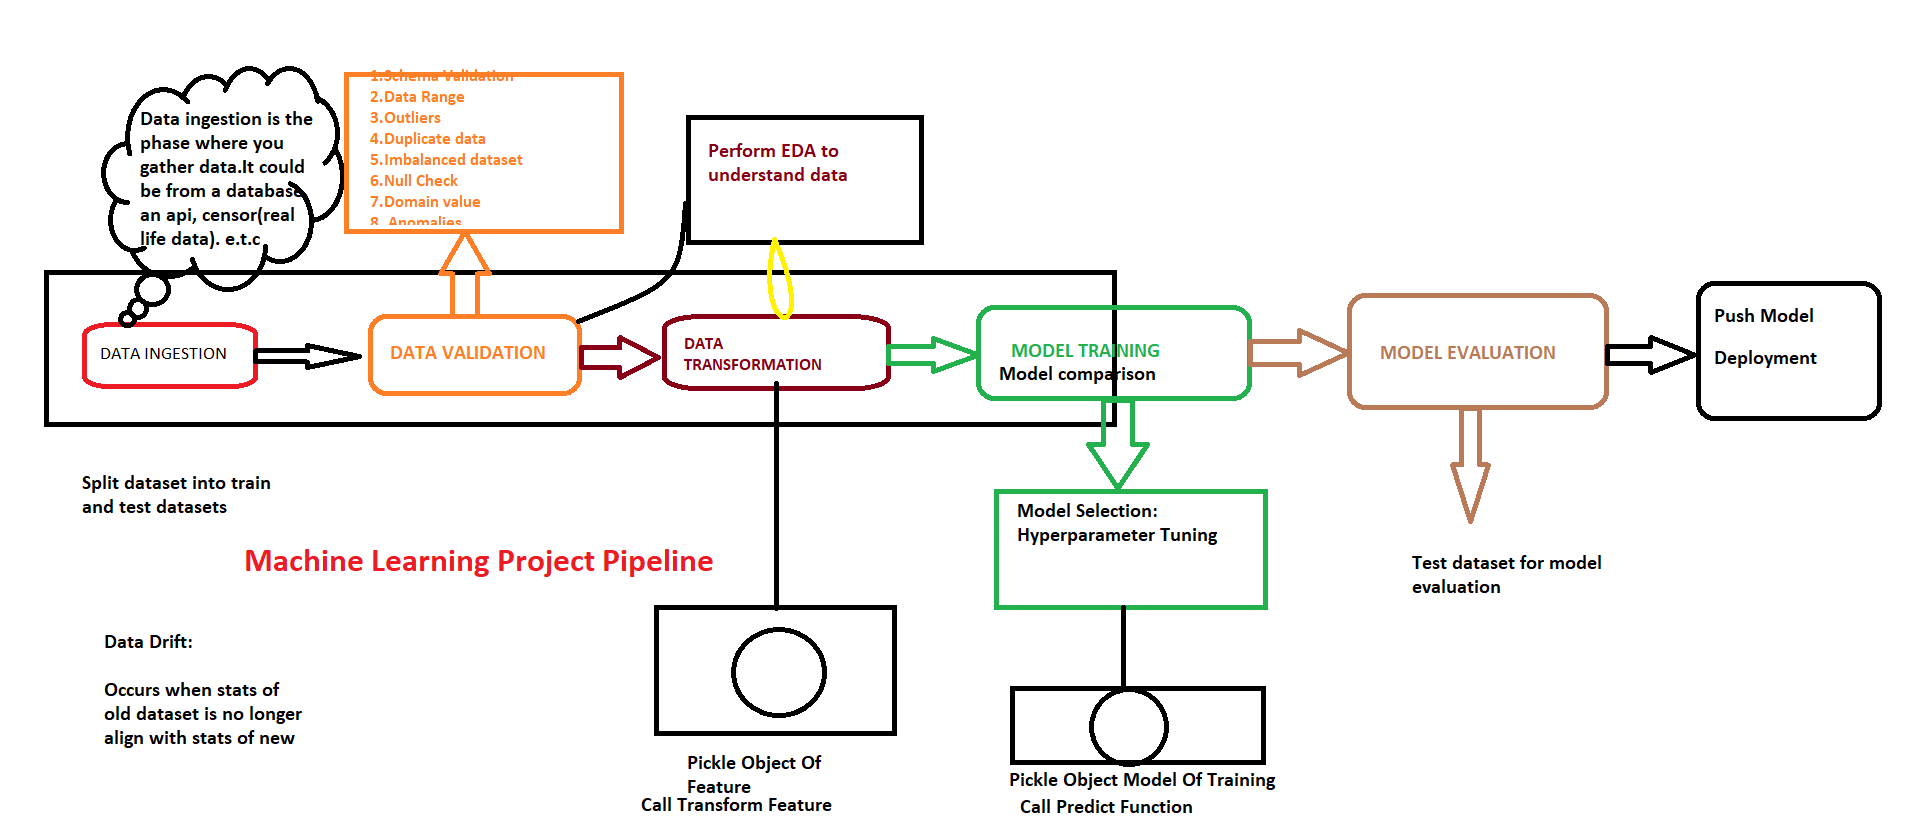 Data ingestion is the
phase where you
gather data.It could
be from a database
an api, censor(real
life data). e.t.c
1.Schema Validation
2.Data Range
3.Outliers
4.Duplicate data
5.Imbalanced dataset
6.Null Check
7.Domain value
8. Anomalies
Perform EDA to
understand data
DATA INGESTION
DATA VALIDATION
DATA
TRANSFORMATION
MODEL TRAINING
Model comparison
MODEL EVALUATION
Push Model
Deployment
Split dataset into train
and test datasets
Model Selection:
Hyperparameter Tuning
Test dataset for model
evaluation
Machine Learning Project Pipeline
Data Drift:
Occurs when stats of
old dataset is no longer
align with stats of new
Pickle Object Of
Feature
Call Transform Feature
Pickle Object Model Of Training
Call Predict Function